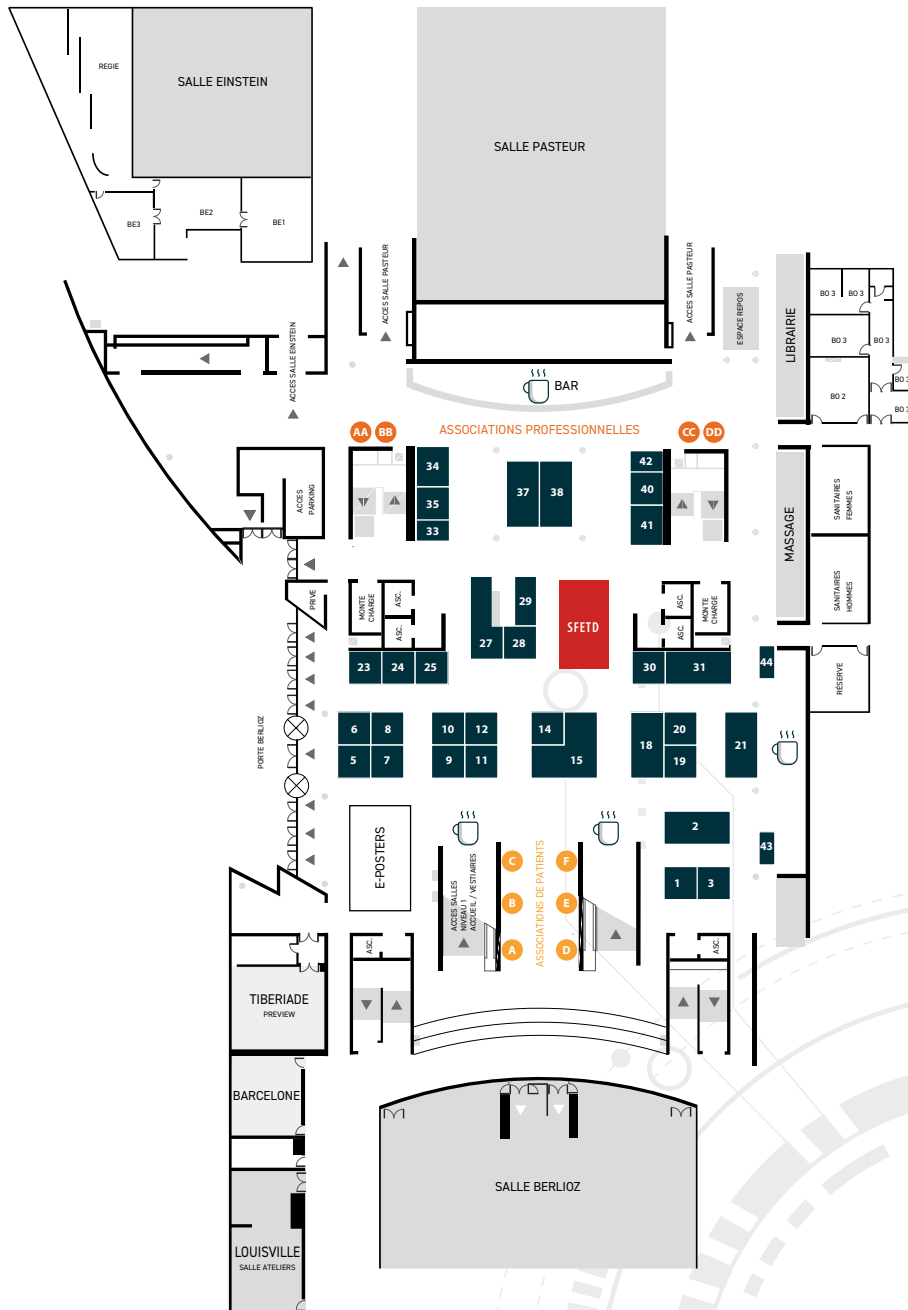 REGIE
SALLE EINSTEIN
SALLE PASTEUR
BE3
BE2
BE1
ACCES SALLE PASTEUR
ACCES SALLE PASTEUR
ACCES SALLE EINSTEIN
ESPACE REPOS
LIBRAIRIE
BO 3
BO 3
BO 3
BO 3
BO 3
BO 2
BO 3
BAR
AA
BB
ASSOCIATIONS PROFESSIONNELLES
CC
DD
34
35
33
37
38
42
40
41
ACCES
PARKING
MASSAGE
SANITAIRES
FEMMES
SANITAIRES
HOMMES
PRIVE
MONTE
CHARGE
ASC.
ASC.
29
27
28
SFETD
ASC.
ASC.
MONTE
CHARGE
23
24
25
30
31
44
RÉSERVE
PORTE BERLIOZ
6
8
5
7
10
12
9
11
14
15
18
20
19
21
2
43
1
3
E-POSTERS
ACCES SALLES
NIVEAU 1
ACCUEIL / VESTIAIRES
C
B
A
ASSOCIATIONS DE PATIENTS
F
E
D
ASC.
ASC.
TIBERIADE
PREVIEW
BARCELONE
SALLE BERLIOZ
LOUISVILLE
SALLE ATELIERS